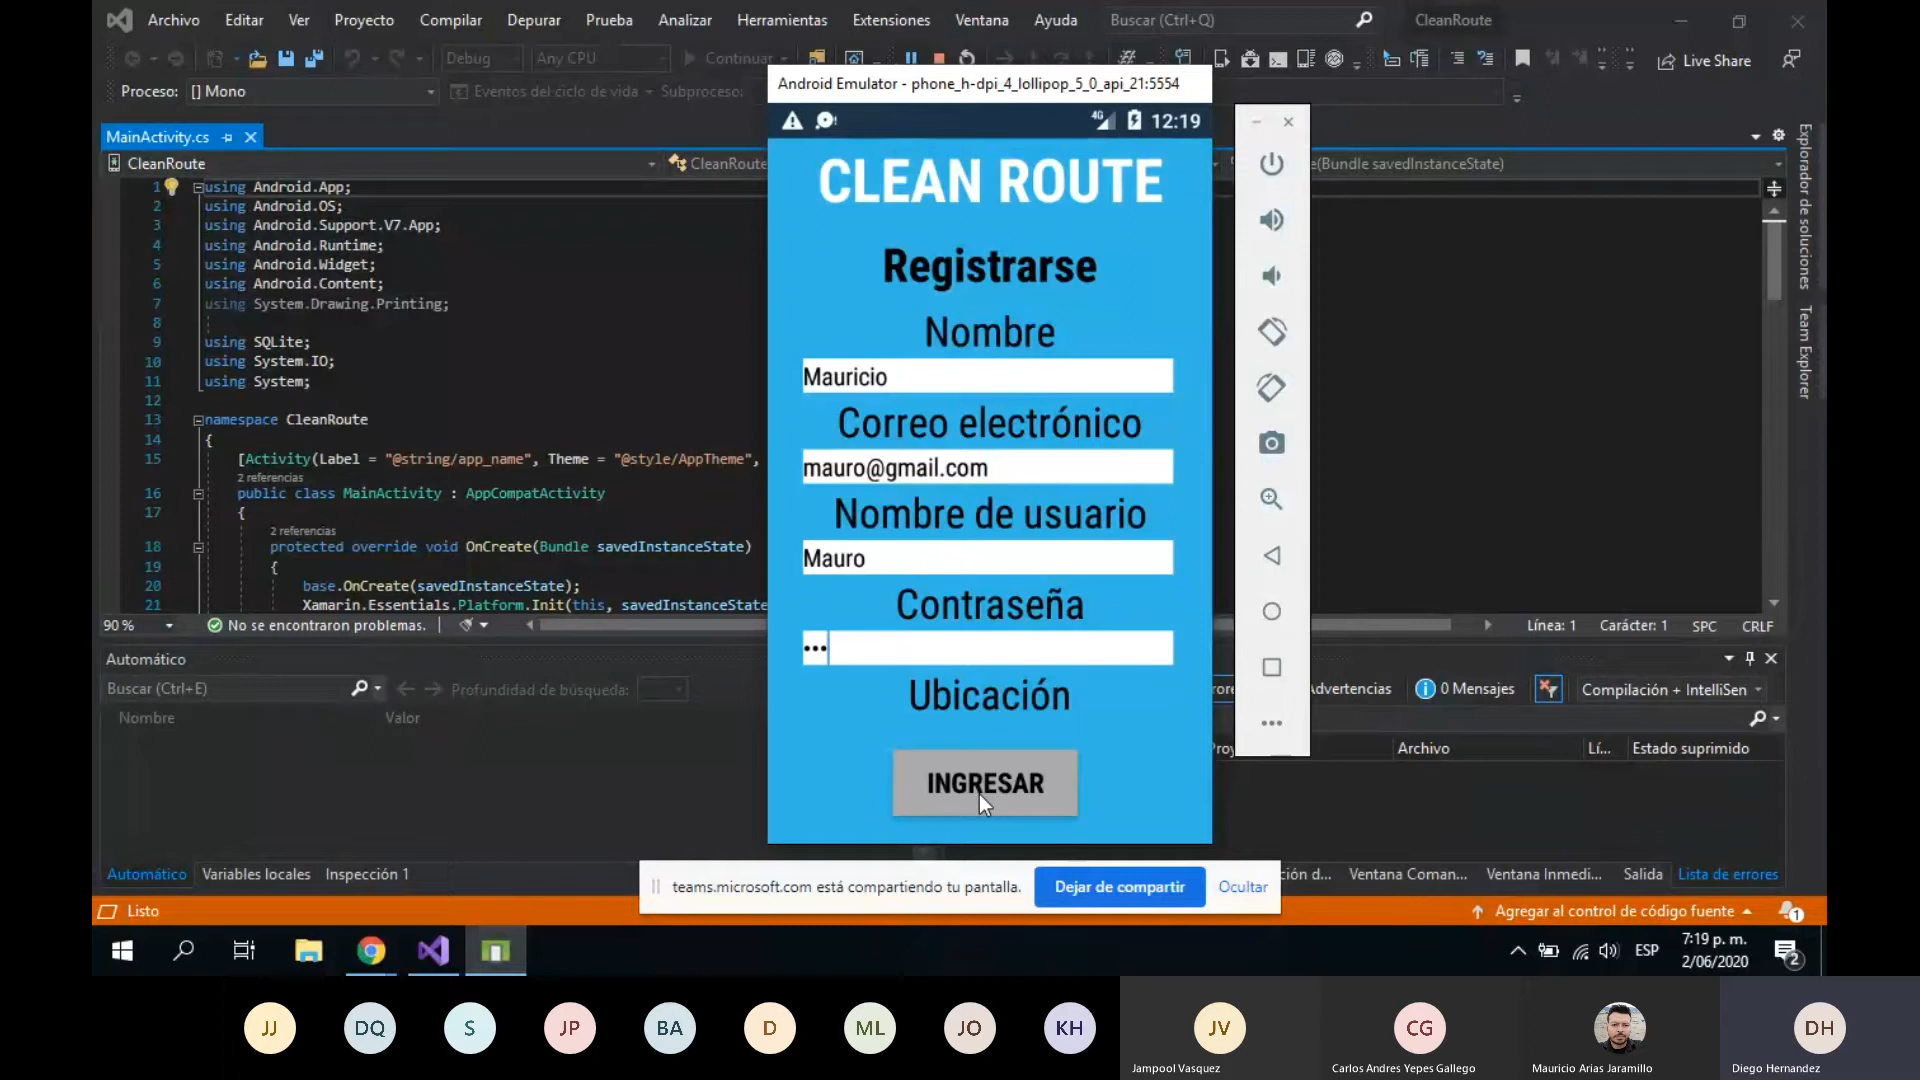 Archivo Editar Ver Proyecto Compilar Depurar Prueba Analizar Herramientas Extensiones Ventana Ayuda Buscar (Ctrl+Q) CleanRoute
Debug Any CPU Continuar Live Share
Proceso: [] Mono Eventos del ciclo de vida Subproceso:
MainActivity.cs
CleanRoute CleanRoute (Bundle savedInstanceState)
1 using Android.App;
2 using Android.OS;
3 using Android.Support.V7.App;
4 using Android.Runtime;
5 using Android.Widget;
6 using Android.Content;
7 using System.Drawing.Printing;
8
9 using SQLite;
10 using System.IO;
11 using System;
12
13 namespace CleanRoute
14 {
15 [Activity(Label = "@string/app_name", Theme = "@style/AppTheme",
2 referencias
16 public class MainActivity : AppCompatActivity
17 {
2 referencias
18 protected override void OnCreate(Bundle savedInstanceState)
19 {
20 base.OnCreate(savedInstanceState);
21 Xamarin.Essentials.Platform.Init(this, savedInstanceState
90 % No se encontraron problemas. Línea: 1 Carácter: 1 SPC CRLF
Explorador de soluciones
Team Explorer
Android Emulator - phone_h-dpi_4_lollipop_5_0_api_21:5554
4G 12:19
CLEAN ROUTE
Registrarse
Nombre
Mauricio
Correo electrónico
mauro@gmail.com
Nombre de usuario
Mauro
Contraseña
•••
Ubicación
INGRESAR
Automático
Buscar (Ctrl+E) Profundidad de búsqueda:
Nombre Valor
Advertencias 0 Mensajes Compilación + IntelliSen
Archivo Lí... Estado suprimido
Automático Variables locales Inspección 1
ción d... Ventana Coman... Ventana Inmedi... Salida Lista de errores
teams.microsoft.com está compartiendo tu pantalla. Dejar de compartir Ocultar
Listo Agregar al control de código fuente 1
ESP 7:19 p. m.
2/06/2020 2
JJ DQ S JP BA D ML JO KH JV CG DH
Jampool Vasquez Carlos Andres Yepes Gallego Mauricio Arias Jaramillo Diego Hernandez